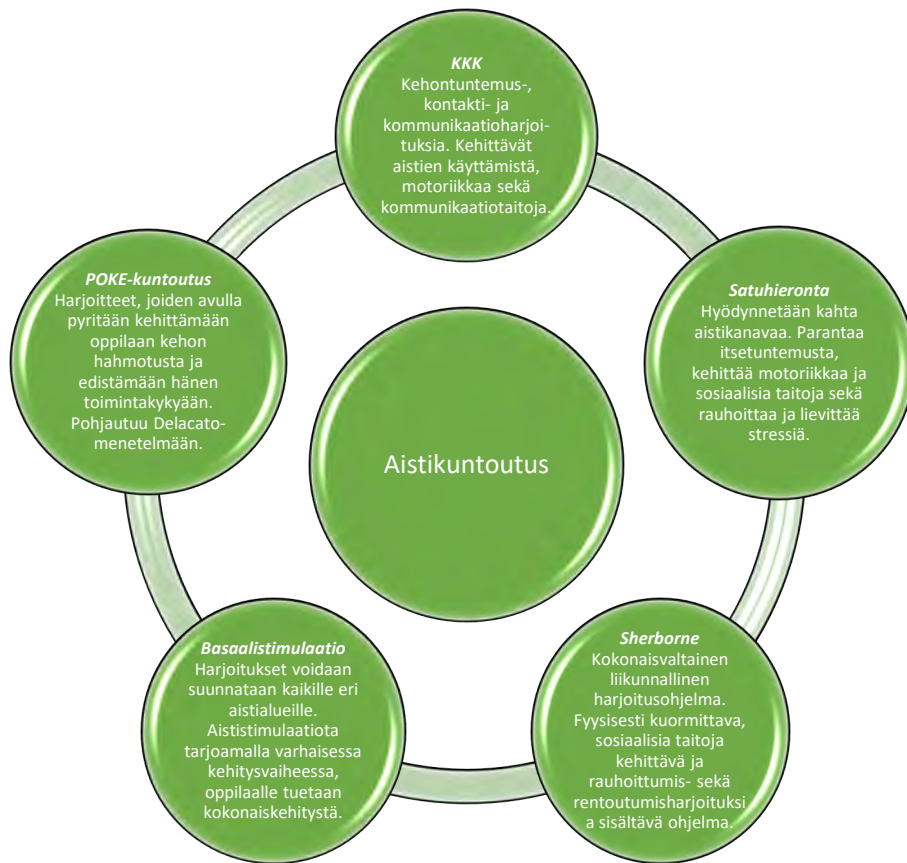 KKK
Kehontuntemus-,
kontakti- ja
kommunikaatioharjoi-
tuksia. Kehittävät
aistien käyttämistä,
motoriikkaa sekä
kommunikaatiotaitoja.
Satuhieronta
Hyödynnetään kahta
aistikanavaa. Parantaa
itsetuntemusta,
kehittää motoriikkaa ja
sosiaalisia taitoja sekä
rauhoittaa ja lievittää
stressiä.
Sherborne
Kokonaisvaltainen
liikunnallinen
harjoitusohjelma.
Fyysisesti kuormittava,
sosiaalisia taitoja
kehittävä ja
rauhoittumis- sekä
rentoutumisharjoituksi
a sisältävä ohjelma.
Basaalistimulaatio
Harjoitukset voidaan
suunnataan kaikille eri
aistialueille.
Aististimulaatiota
tarjoamalla varhaisessa
kehitysvaiheessa,
oppilaalle tuetaan
kokonaiskehitystä.
POKE-kuntoutus
Harjoitteet, joiden avulla
pyritään kehittämään
oppilaan kehon
hahmotusta ja
edistämään hänen
toimintakykyään.
Pohjautuu Delacato-
menetelmään.
Aistikuntoutus